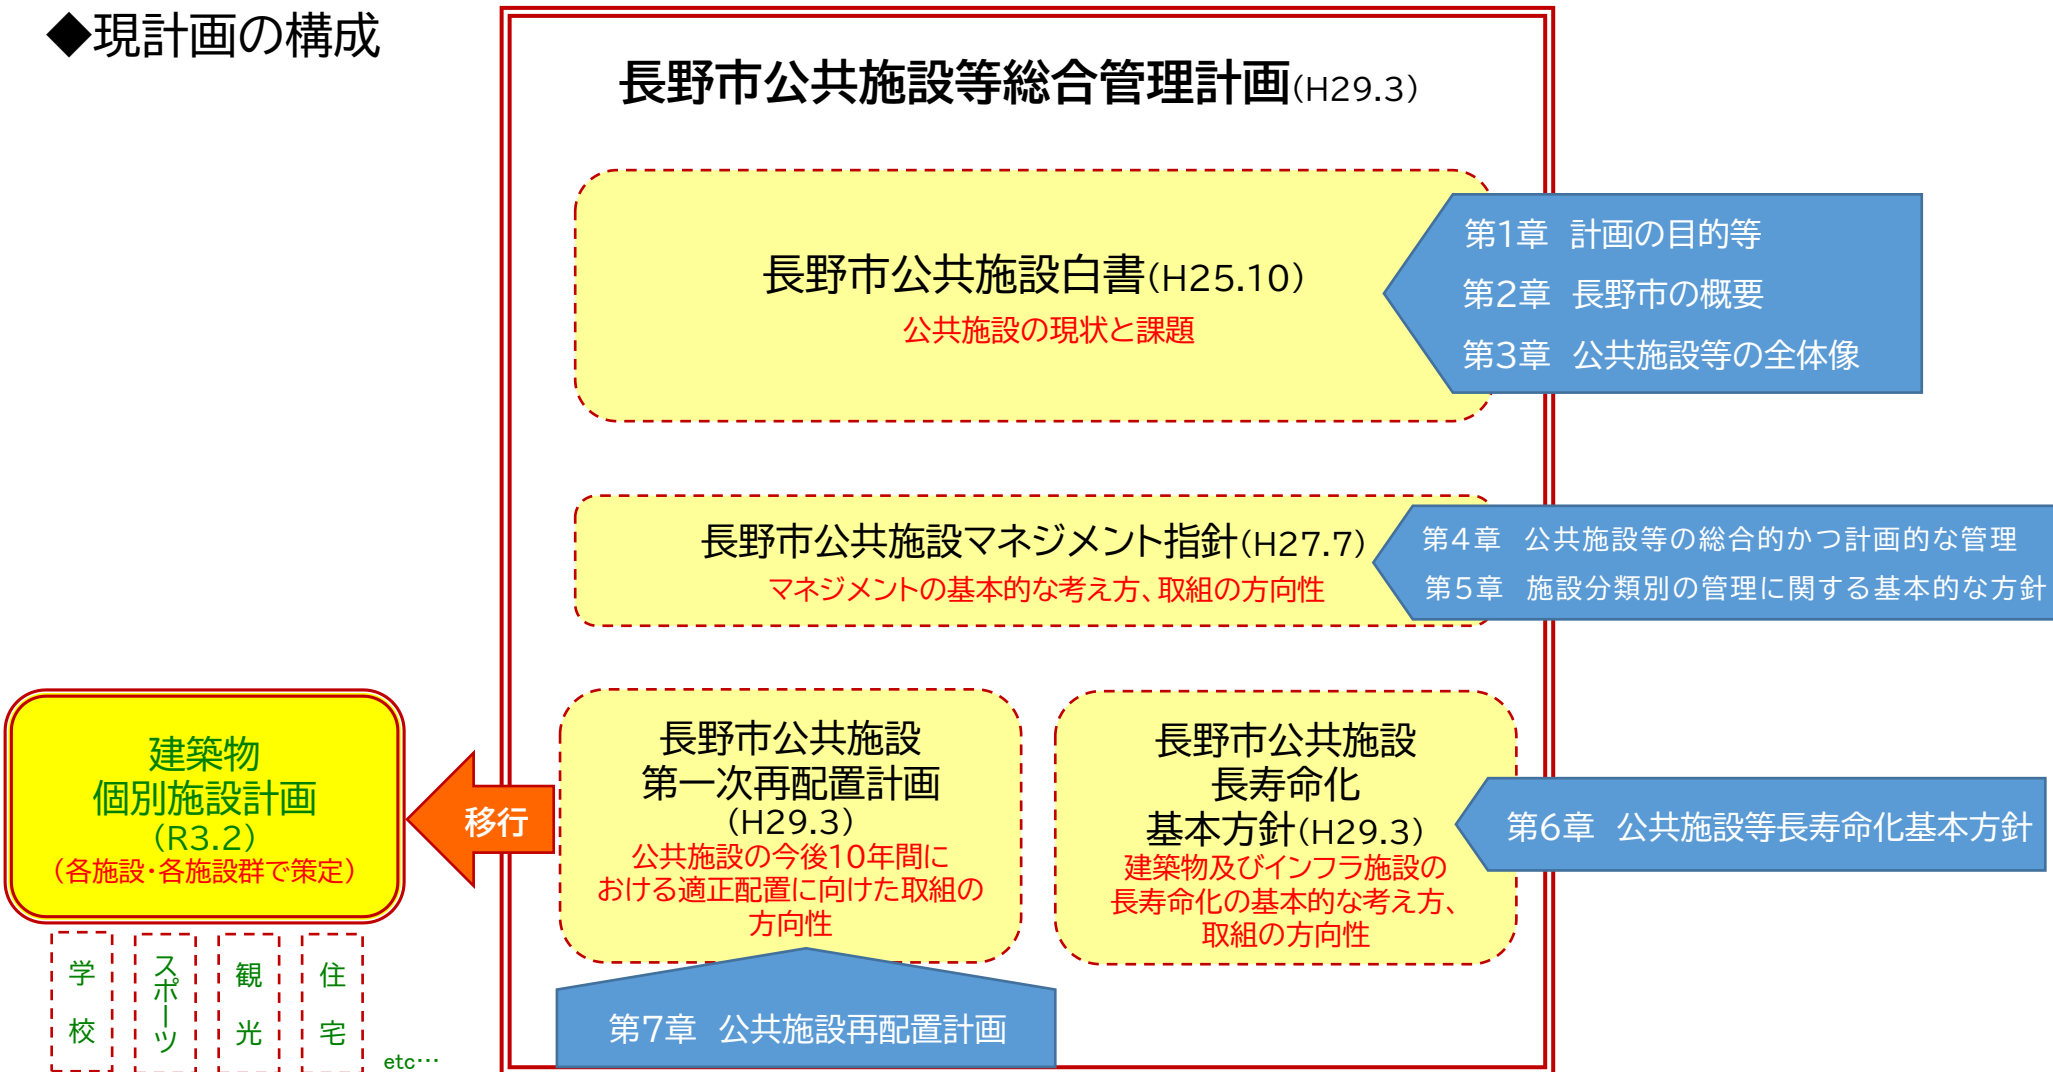 ◆現計画の構成
長野市公共施設等総合管理計画(H29.3)
長野市公共施設白書(H25.10)
公共施設の現状と課題
第1章 計画の目的等
第2章 長野市の概要
第3章 公共施設等の全体像
長野市公共施設マネジメント指針(H27.7)
マネジメントの基本的な考え方、取組の方向性
第4章 公共施設等の総合的かつ計画的な管理
第5章 施設分類別の管理に関する基本的な方針
長野市公共施設
第一次再配置計画
(H29.3)
公共施設の今後10年間に
おける適正配置に向けた取組の
方向性
第7章 公共施設再配置計画
長野市公共施設
長寿命化
基本方針(H29.3)
建築物及びインフラ施設の
長寿命化の基本的な考え方、
取組の方向性
第6章 公共施設等長寿命化基本方針
移行
建築物
個別施設計画
(R3.2)
(各施設・各施設群で策定)
学校
スポーツ
観光
住宅
etc…